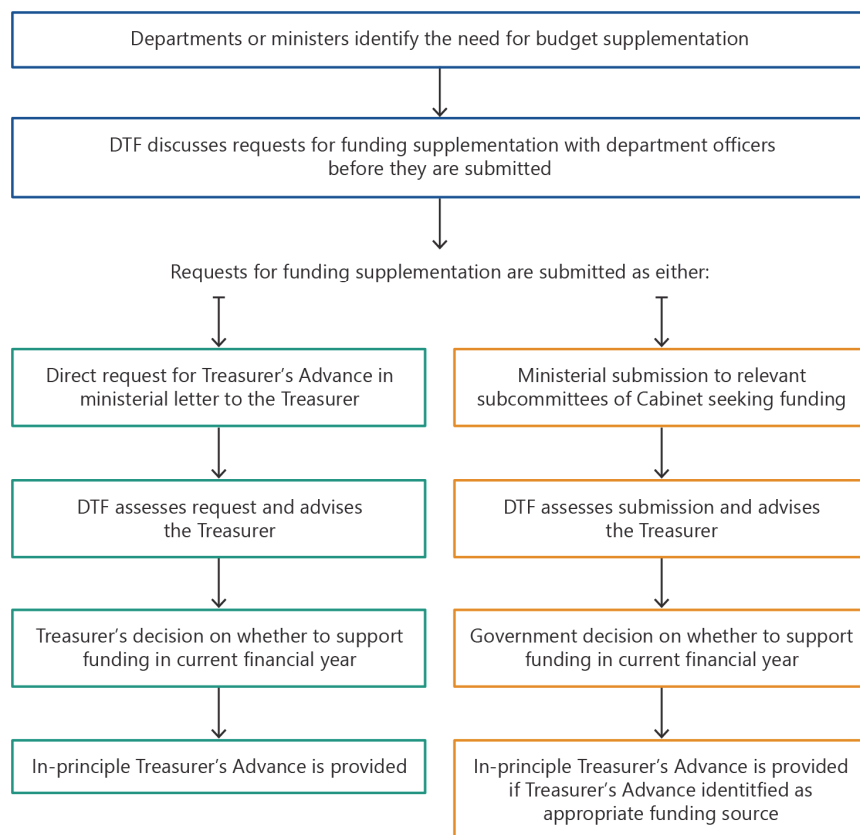 Departments or ministers identify the need for budget supplementation
DTF discusses requests for funding supplementation with department officers
before they are submitted
Requests for funding supplementation are submitted as either:
Direct request for Treasurer’s Advance in
ministerial letter to the Treasurer
DTF assesses request and advises
the Treasurer
Treasurer’s decision on whether to support
funding in current financial year
In-principle Treasurer’s Advance is provided
Ministerial submission to relevant
subcommittees of Cabinet seeking funding
DTF assesses submission and advises
the Treasurer
Government decision on whether to support
funding in current financial year
In-principle Treasurer’s Advance is provided
if Treasurer’s Advance identitfied as
appropriate funding source